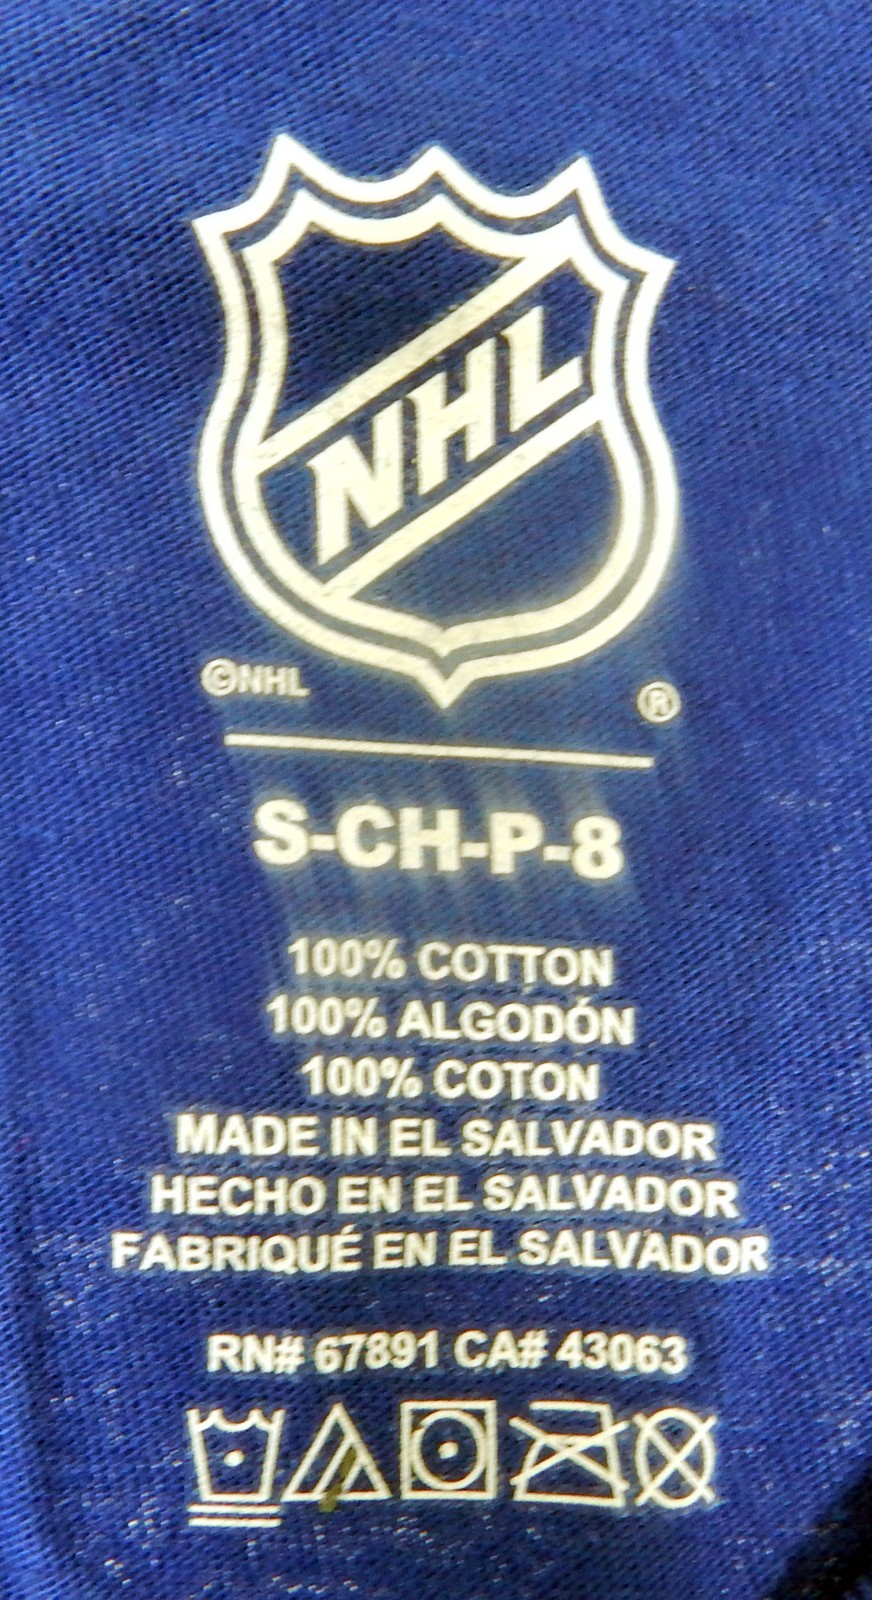 NHL
©NHL ®
S-CH-P-8
100% COTTON
100% ALGODÓN
100% COTON
MADE IN EL SALVADOR
HECHO EN EL SALVADOR
FABRIQUÉ EN EL SALVADOR
RN# 67891 CA# 43063